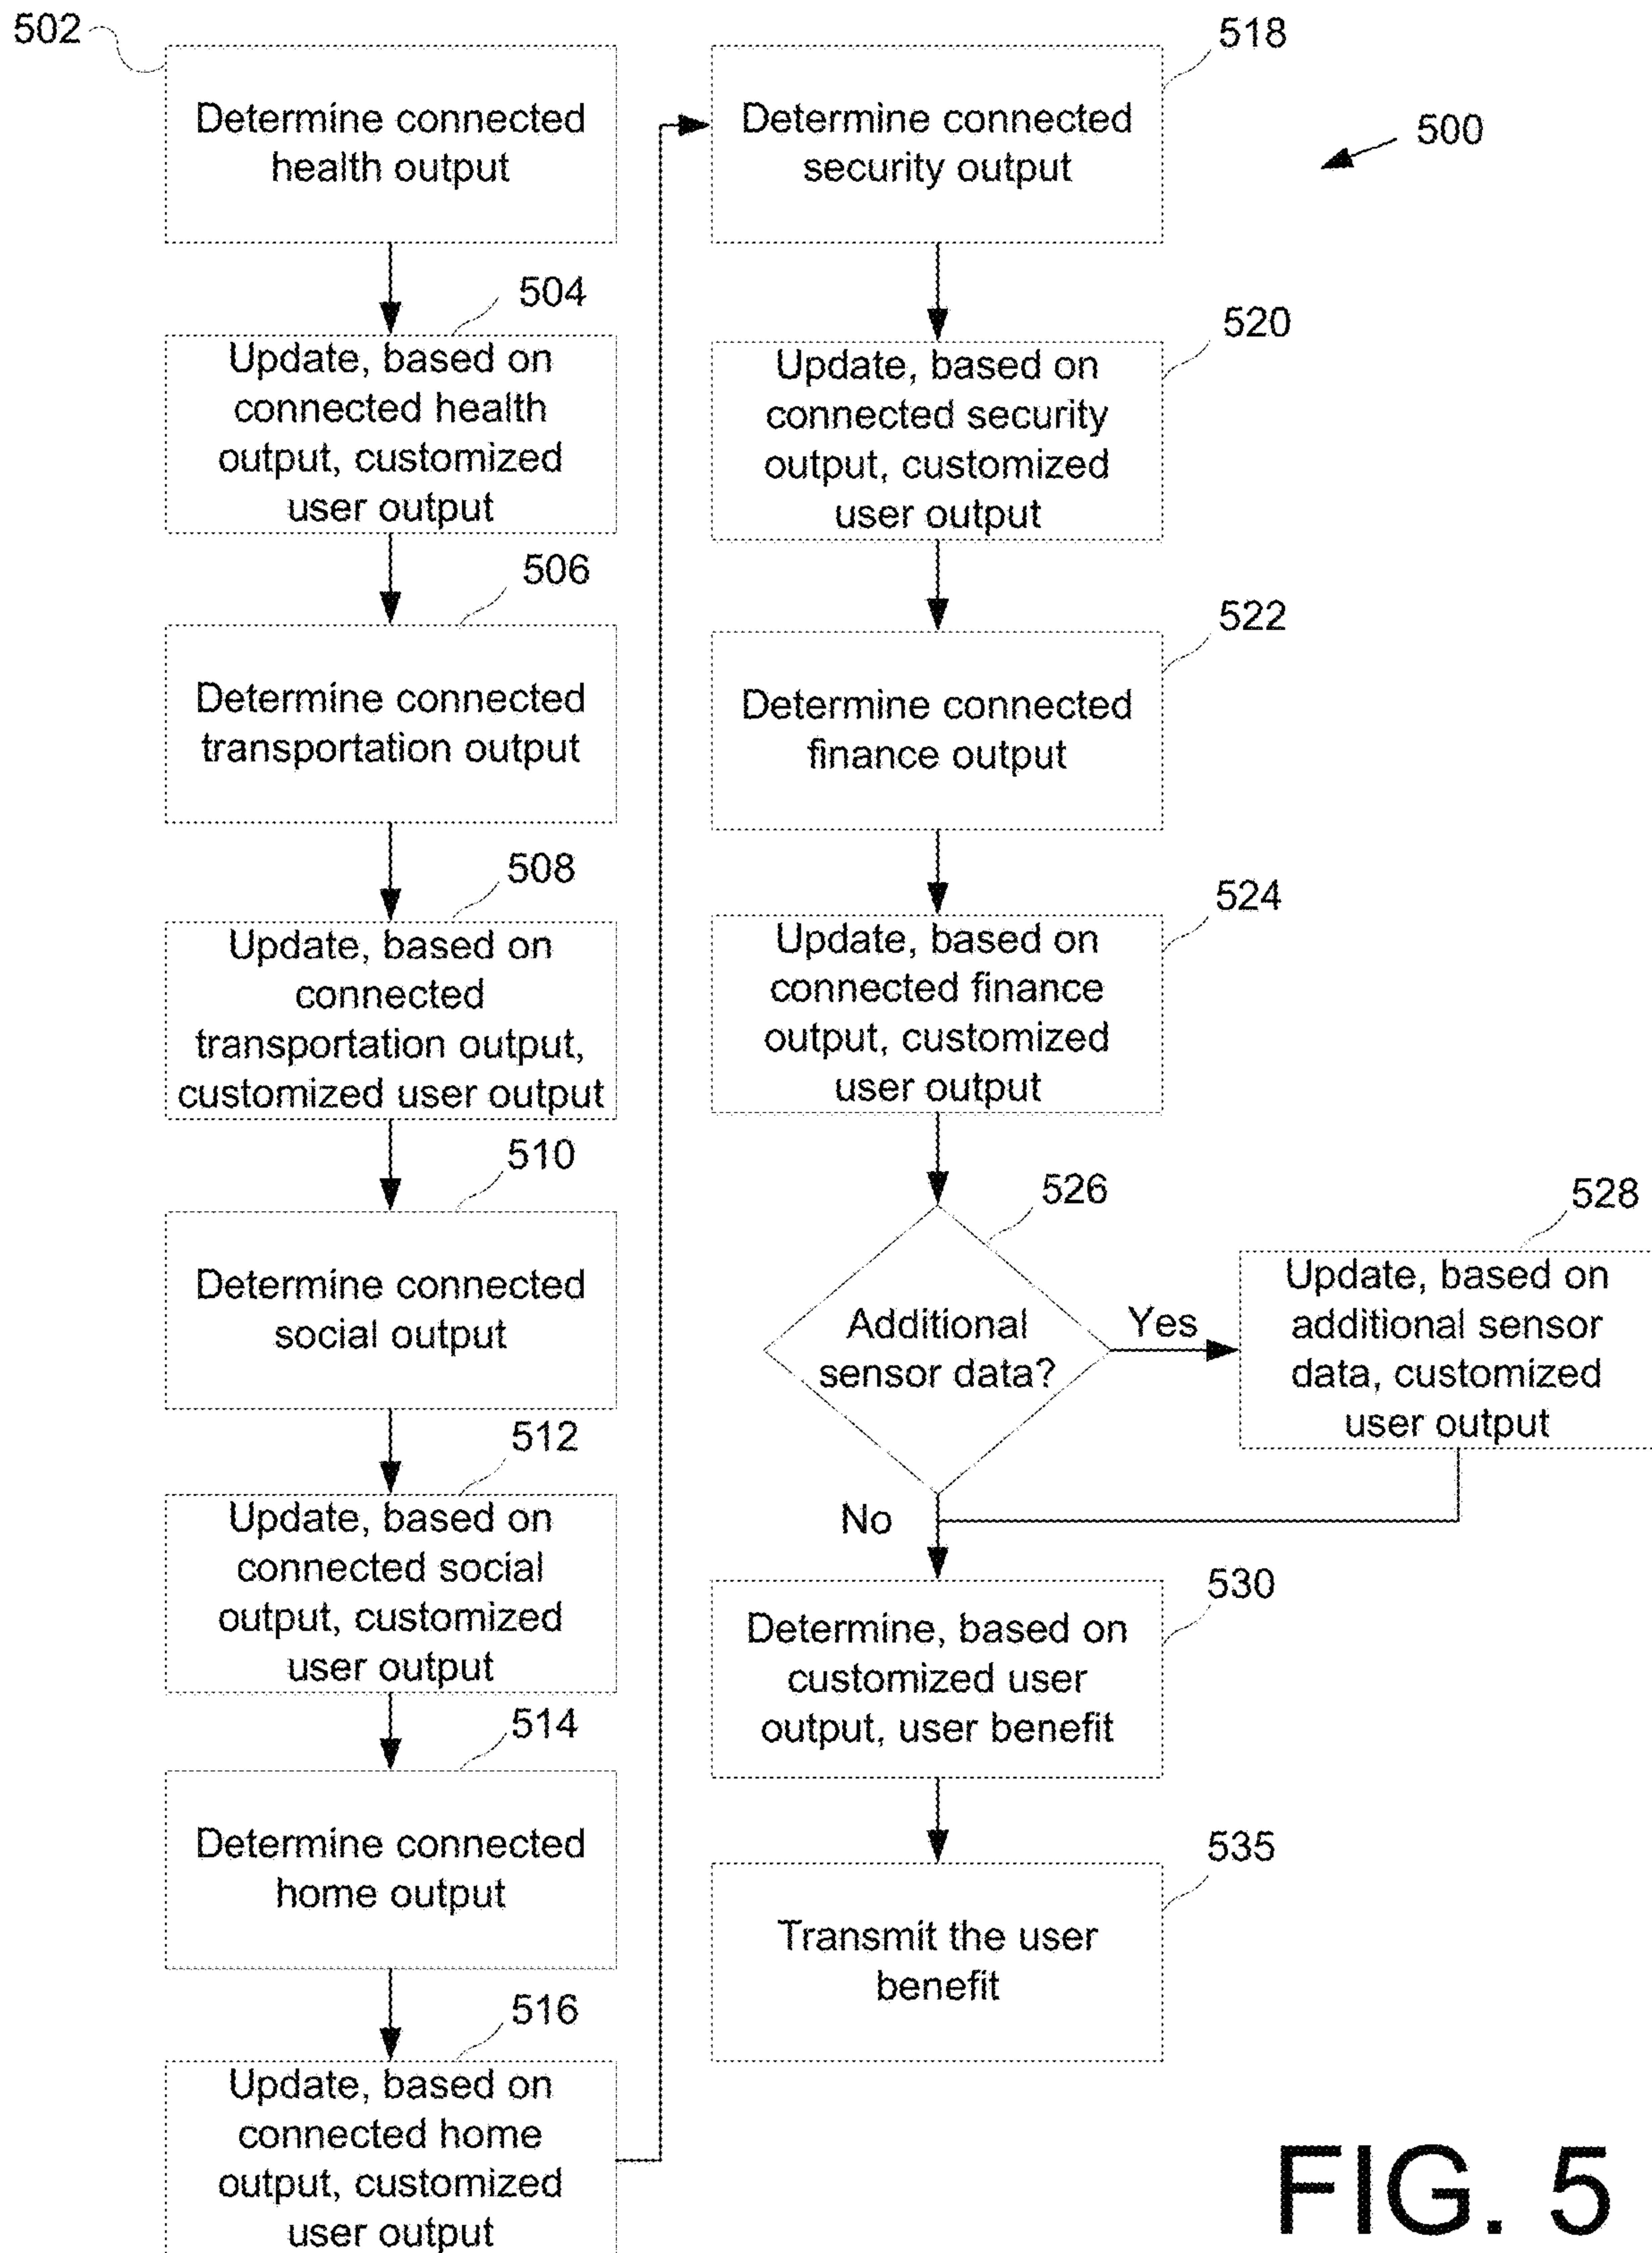 502
Determine connected
health output
504
Update, based on
connected health
output, customized
user output
506
Determine connected
transportation output
508
Update, based on
connected
transportation output,
customized user output
510
Determine connected
social output
512
Update, based on
connected social
output, customized
user output
514
Determine connected
home output
516
Update, based on
connected home
output, customized
user output
518
Determine connected
security output
500
520
Update, based on
connected security
output, customized
user output
522
Determine connected
finance output
524
Update, based on
connected finance
output, customized
user output
526
Additional
sensor data?
Yes
528
Update, based on
additional sensor
data, customized
user output
No
530
Determine, based on
customized user
output, user benefit
535
Transmit the user
benefit
FIG. 5